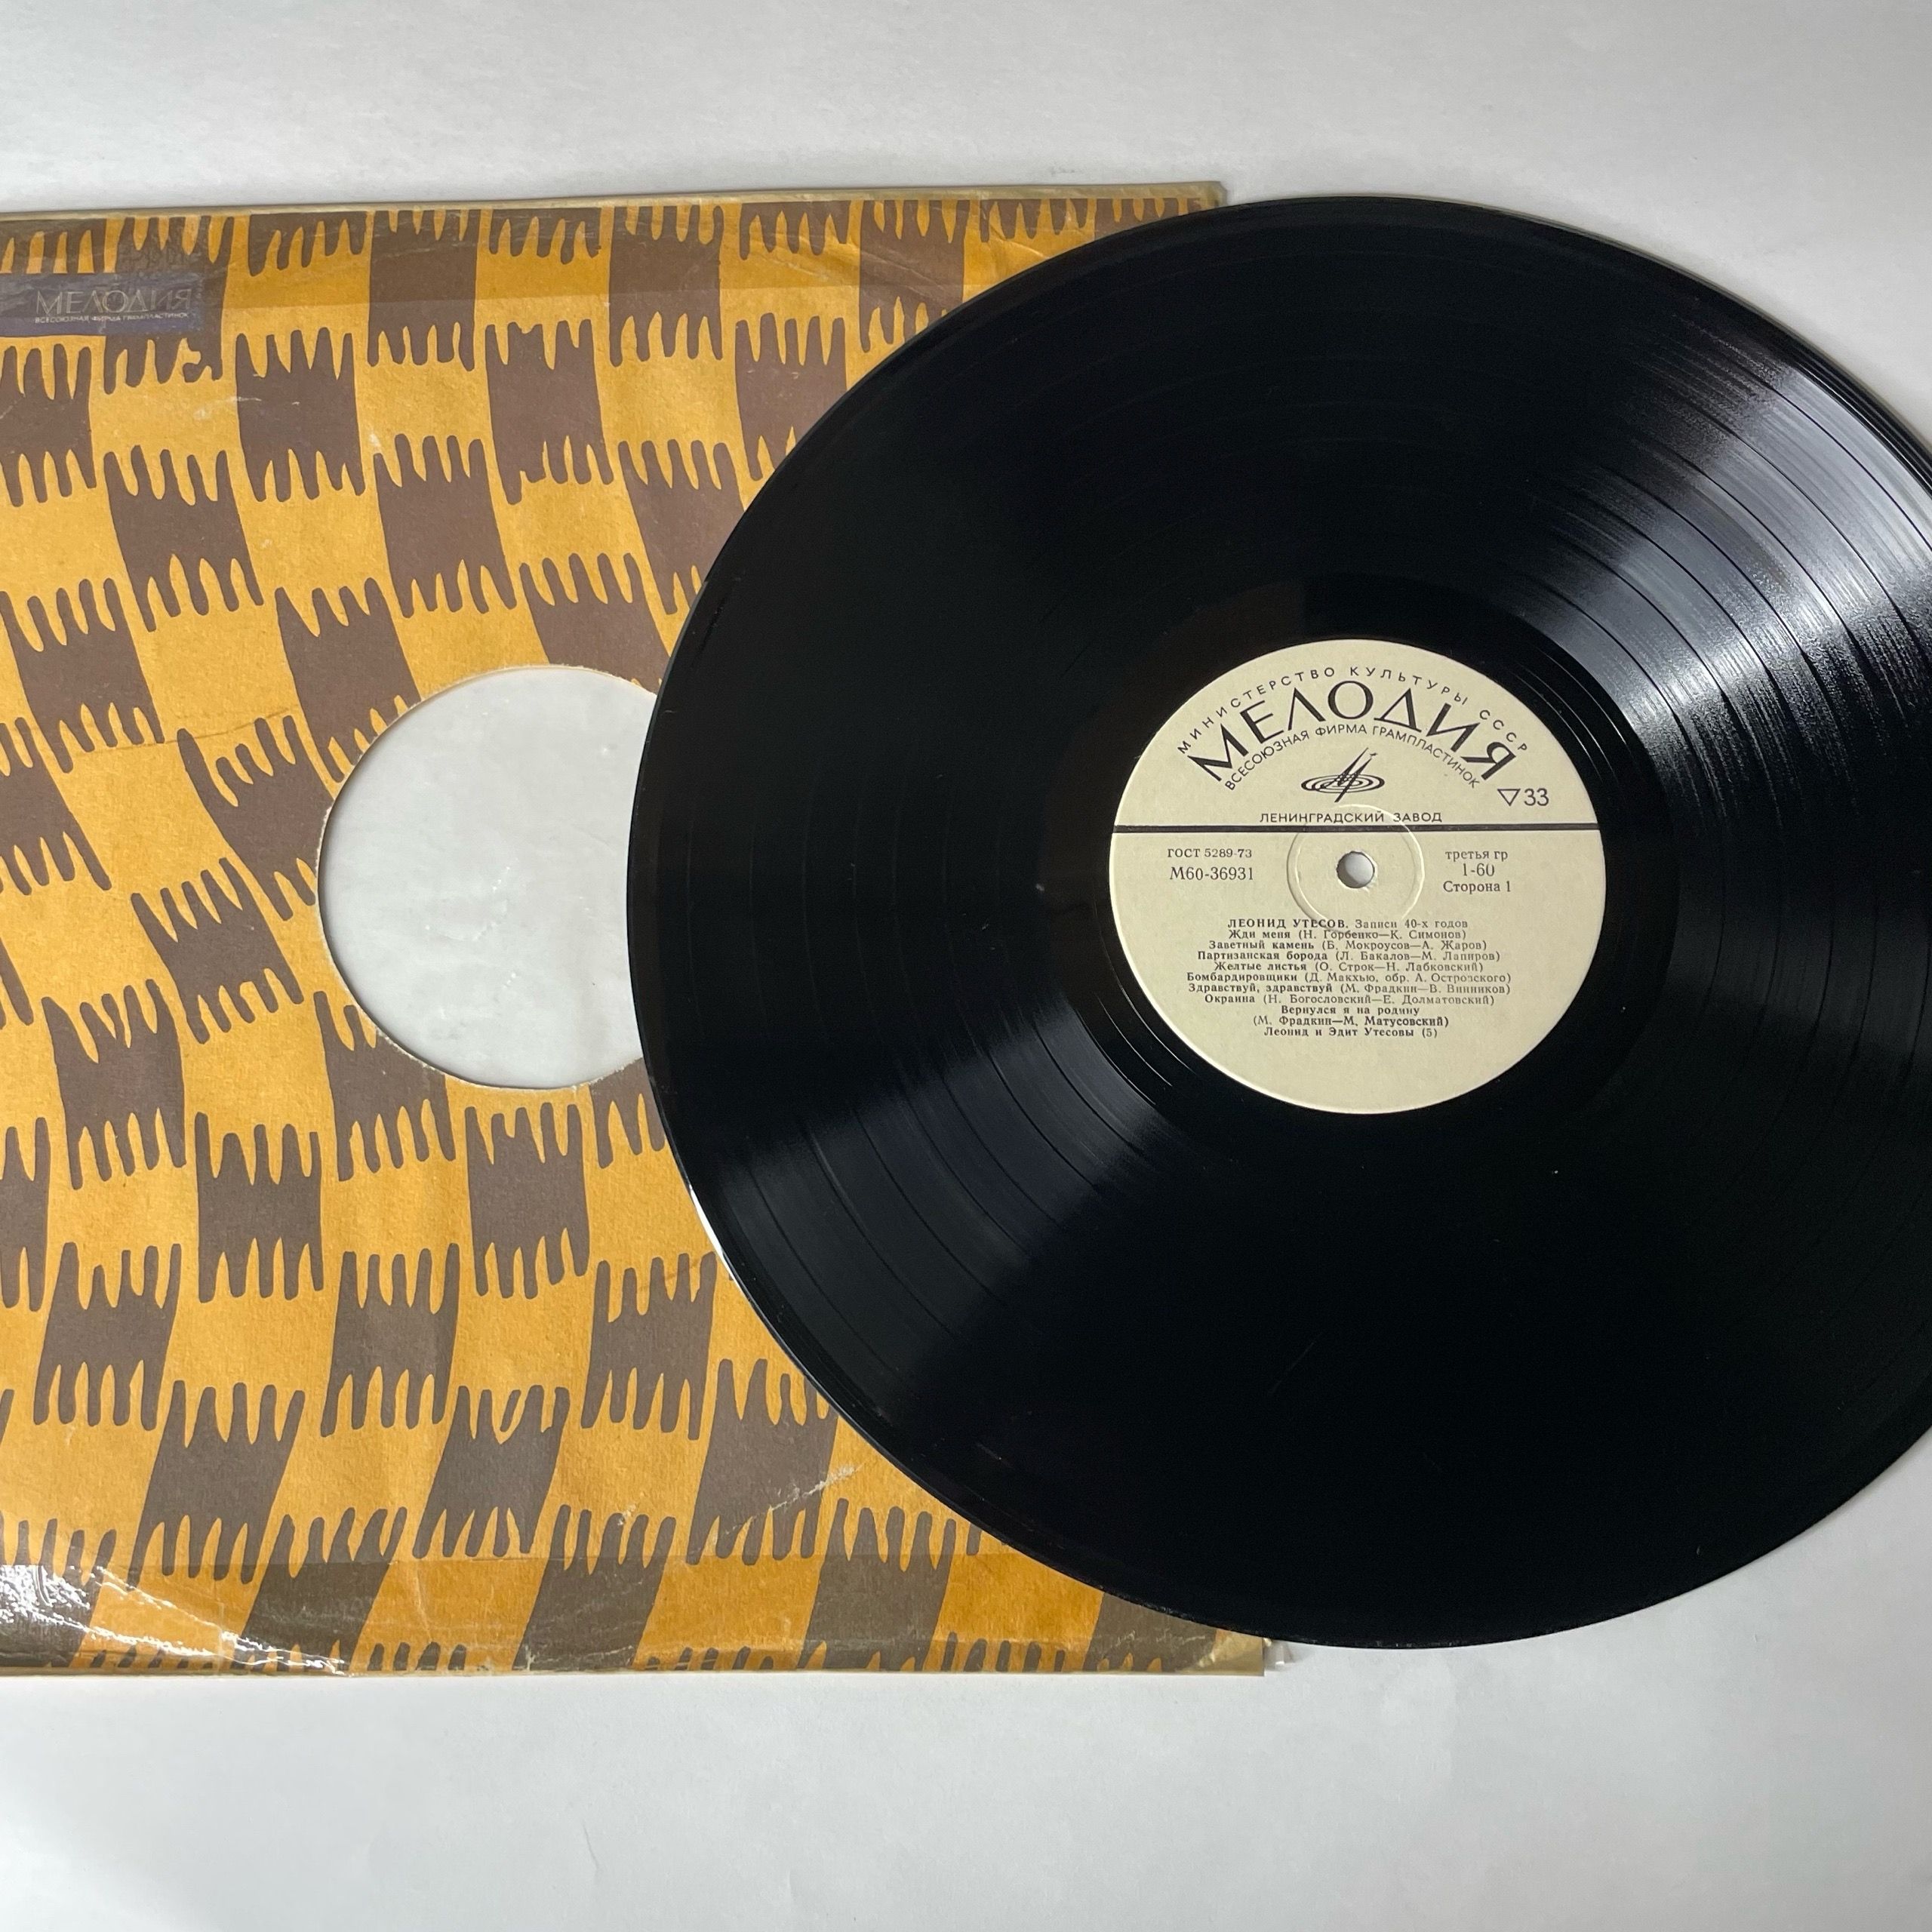 МЕЛОДИЯ
ВСЕСОЮЗНАЯ ФИРМА ГРАМПЛАСТИНОК
МИНИСТЕРСТВО КУЛЬТУРЫ СССР
МЕЛОДИЯ
ВСЕСОЮЗНАЯ ФИРМА ГРАМПЛАСТИНОК
33
ЛЕНИНГРАДСКИЙ ЗАВОД
ГОСТ 5289-73
М60-36931
третья гр
1-60
Сторона 1
ЛЕОНИД УТЕСОВ. Записи 40-х годов
Жди меня (Н. Горбенко—К. Симонов)
Заветный камень (Б. Мокроусов—А. Жаров)
Партизанская борода (Л. Бакалов—М. Лапиров)
Желтые листья (О. Строк—Н. Лабковский)
Бомбардировщики (Д. Макхью, обр. А. Островского)
Здравствуй, здравствуй (М. Фрадкин—В. Винников)
Окраина (Н. Богословский—Е. Долматовский)
Вернулся я на родину
(М. Фрадкин—М. Матусовский)
Леонид и Эдит Утесовы (5)